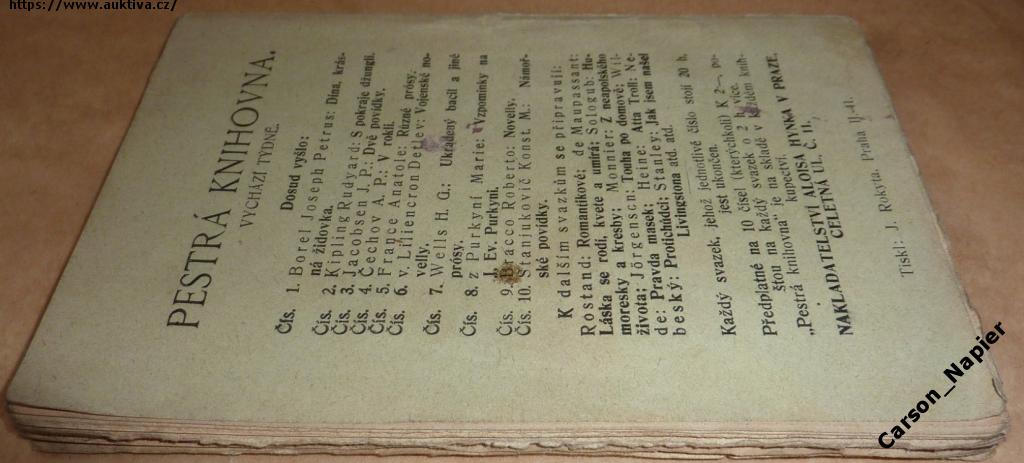 https://www.auktiva.cz/
PESTRÁ KNIHOVNA.
VYCHÁZÍ TÝDNĚ.
Dosud vyšlo:
Čís. 1. Borel Joseph Petrus: Dina, krás-
ná židovka.
Čís. 2. Kipling Rudyard: S pokraje džunglí.
Čís. 3. Jacobsen J. P.: Dvě povídky.
Čís. 4. Čechov A. P.: V rokli.
Čís. 5. France Anatole: Různé prósy.
Čís. 6. v. Liliencron Detlev: Vojenské no-
velly.
Čís. 7. Wells H. G.: Ukradený bacil a jiné
prósy.
Čís. 8. z Purkyní Marie: Vzpomínky na
J. Ev. Purkyni.
Čís. 9. Bracco Roberto: Novelly.
Čís. 10. Staniukovič Konst. M.: Námoř-
ské povídky.
K dalším svazkům se připravují:
Rostand: Romantikové; de Maupassant:
Láska se rodí, kvete a umírá; Sologub: Hu-
moresky a kresby; Monnier: Z neapolského
života; Jörgensen: Touha po domově; Wil-
de: Pravda masek; Heine: Atta Troll; Ne-
beský: Protichůdci; Stanley: Jak jsem našel
Livingstona atd. atd.
Každý svazek, jehož jednotlivé číslo stojí 20 h,
jest ukončen.
Předplatné na 10 čísel (kterýchkoli) K 2—, po-
štou na každý svazek o 2 h více.
„Pestrá knihovna" je na skladě v každém knih-
kupectví.
NAKLADATELSTVÍ ALOISA HYNKA V PRAZE,
CELETNÁ UL. Č. 11.
Tiskl: J. Rokyta, Praha II-41.
Carson_Napier